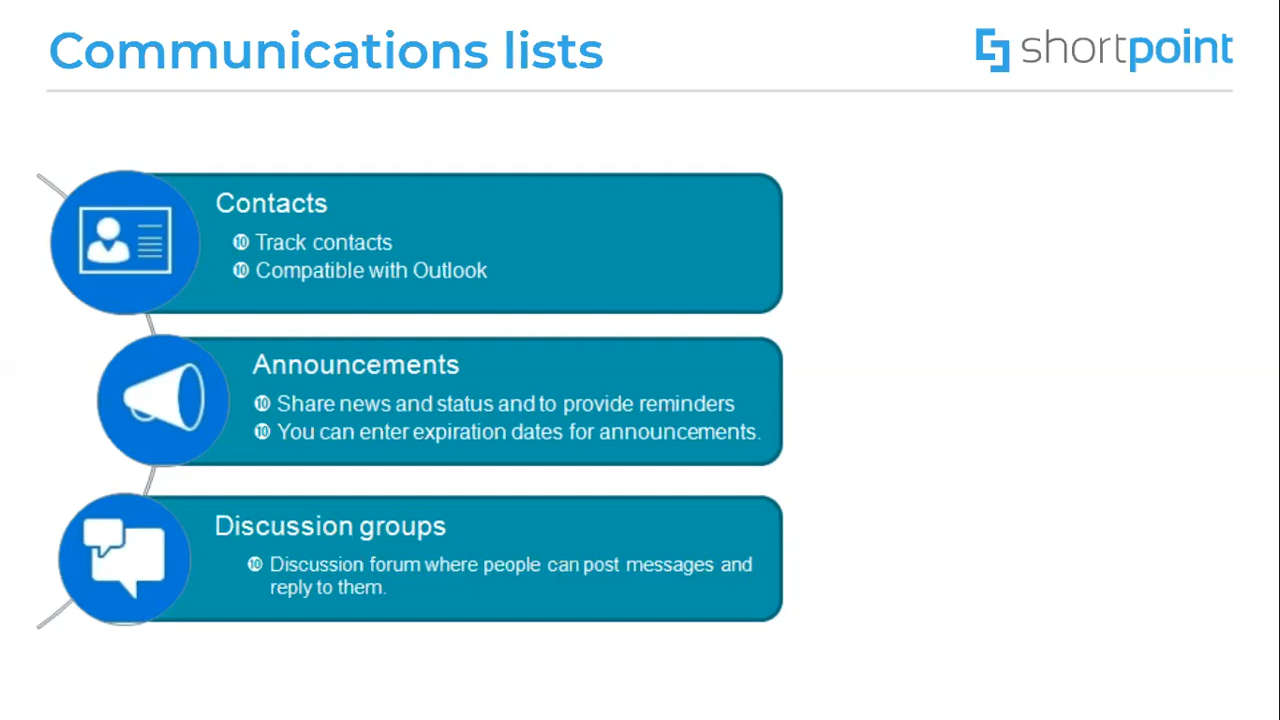 Communications lists
shortpoint
Contacts
⓾ Track contacts
⓾ Compatible with Outlook
Announcements
⓾ Share news and status and to provide reminders
⓾ You can enter expiration dates for announcements.
Discussion groups
⓾ Discussion forum where people can post messages and
reply to them.